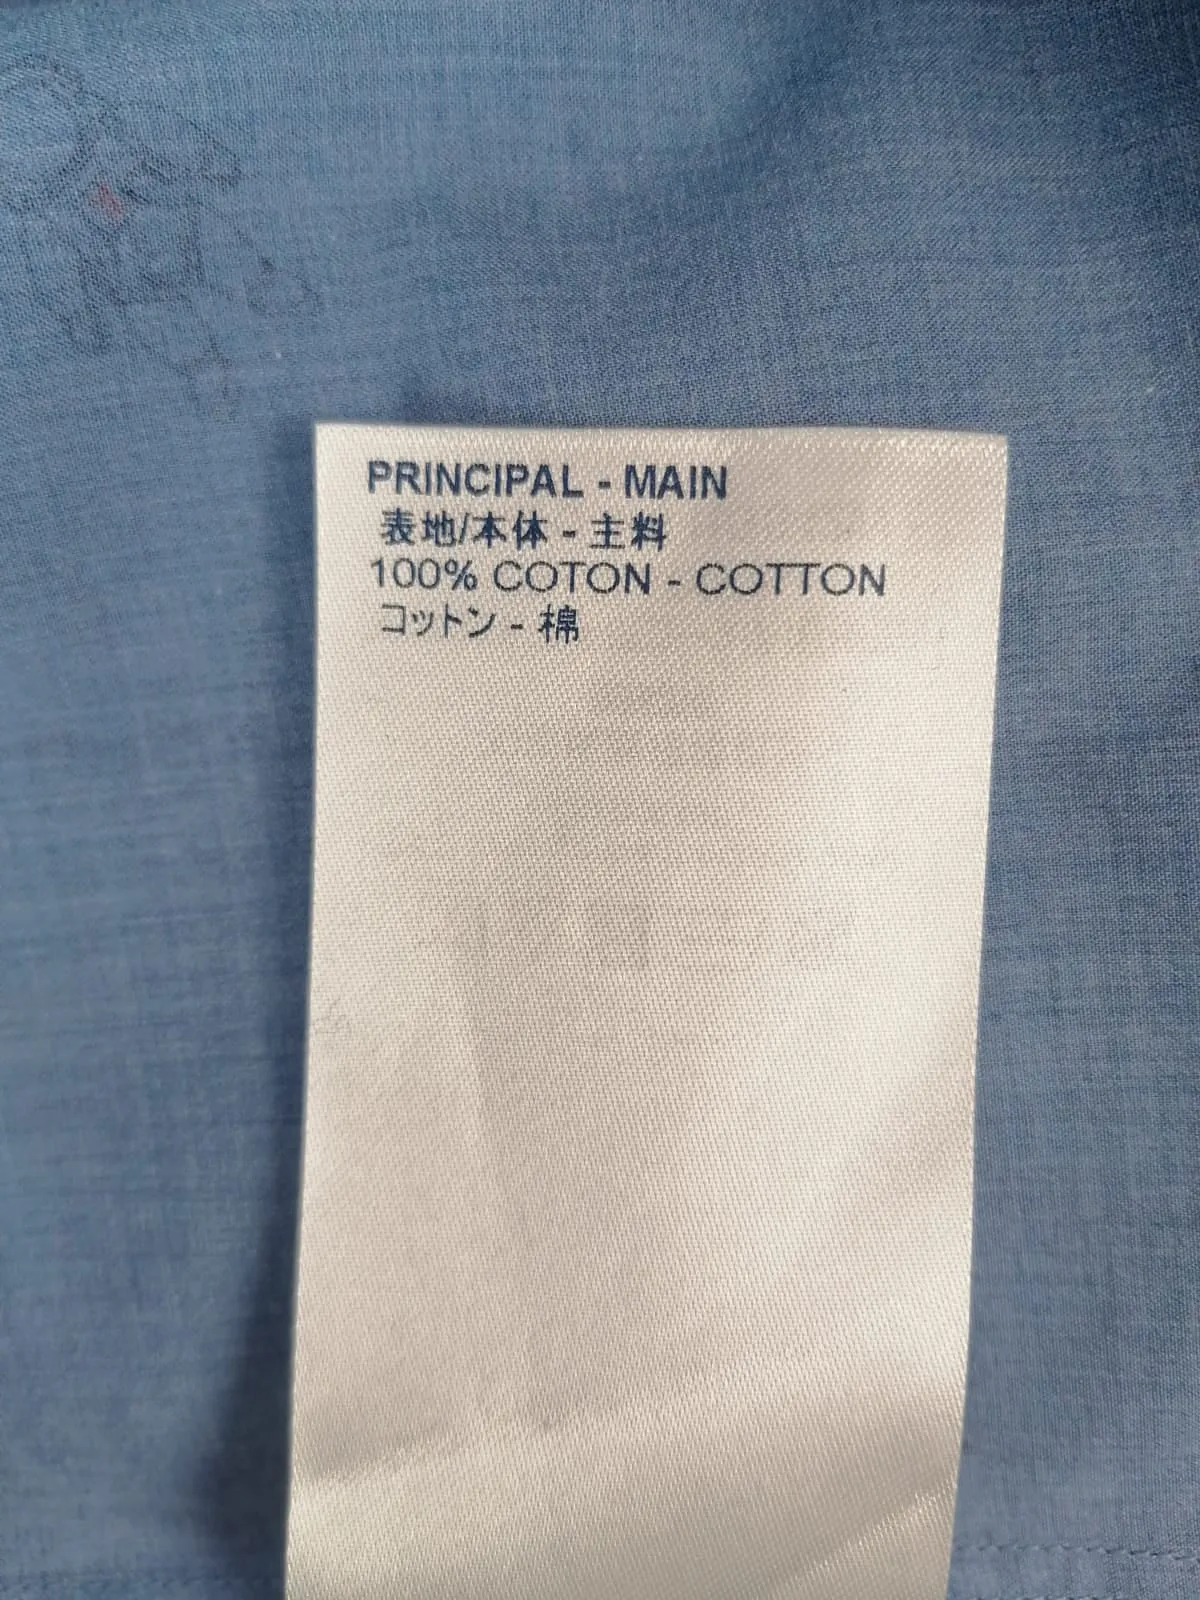 PRINCIPAL - MAIN
表地/本体 - 主料
100% COTON - COTTON
コットン - 棉